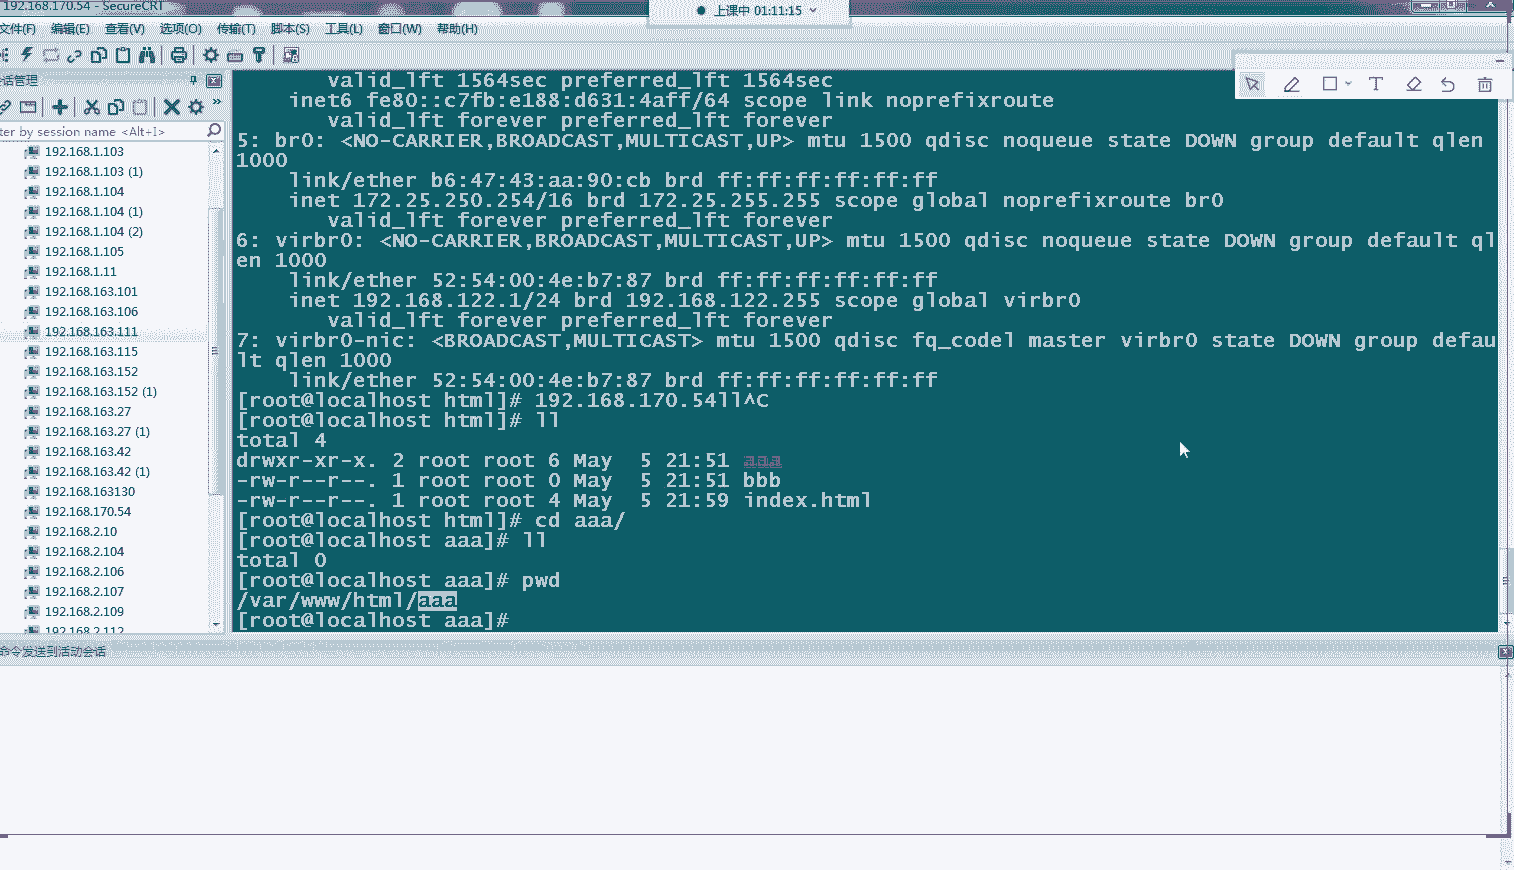 192.168.170.54 - SecureCRT
上课中 01:11:15
文件(F) 编辑(E) 查看(V) 选项(O) 传输(T) 脚本(S) 工具(L) 窗口(W) 帮助(H)
话管理
ter by session name <Alt+I>
192.168.1.103
192.168.1.103 (1)
192.168.1.104
192.168.1.104 (1)
192.168.1.104 (2)
192.168.1.105
192.168.1.11
192.168.163.101
192.168.163.106
192.168.163.111
192.168.163.115
192.168.163.152
192.168.163.152 (1)
192.168.163.27
192.168.163.27 (1)
192.168.163.42
192.168.163.42 (1)
192.168.163130
192.168.170.54
192.168.2.10
192.168.2.104
192.168.2.106
192.168.2.107
192.168.2.109
192.168.2.112
valid_lft 1564sec preferred_lft 1564sec
inet6 fe80::c7fb:e188:d631:4aff/64 scope link noprefixroute
valid_lft forever preferred_lft forever
5: br0: <NO-CARRIER,BROADCAST,MULTICAST,UP> mtu 1500 qdisc noqueue state DOWN group default qlen
1000
link/ether b6:47:43:aa:90:cb brd ff:ff:ff:ff:ff:ff
inet 172.25.250.254/16 brd 172.25.255.255 scope global noprefixroute br0
valid_lft forever preferred_lft forever
6: virbr0: <NO-CARRIER,BROADCAST,MULTICAST,UP> mtu 1500 qdisc noqueue state DOWN group default ql
en 1000
link/ether 52:54:00:4e:b7:87 brd ff:ff:ff:ff:ff:ff
inet 192.168.122.1/24 brd 192.168.122.255 scope global virbr0
valid_lft forever preferred_lft forever
7: virbr0-nic: <BROADCAST,MULTICAST> mtu 1500 qdisc fq_codel master virbr0 state DOWN group defau
lt qlen 1000
link/ether 52:54:00:4e:b7:87 brd ff:ff:ff:ff:ff:ff
[root@localhost html]# 192.168.170.54ll^C
[root@localhost html]# ll
total 4
drwxr-xr-x. 2 root root 6 May  5 21:51 aaa
-rw-r--r--. 1 root root 0 May  5 21:51 bbb
-rw-r--r--. 1 root root 4 May  5 21:59 index.html
[root@localhost html]# cd aaa/
[root@localhost aaa]# ll
total 0
[root@localhost aaa]# pwd
/var/www/html/aaa
[root@localhost aaa]#
命令发送到活动会话